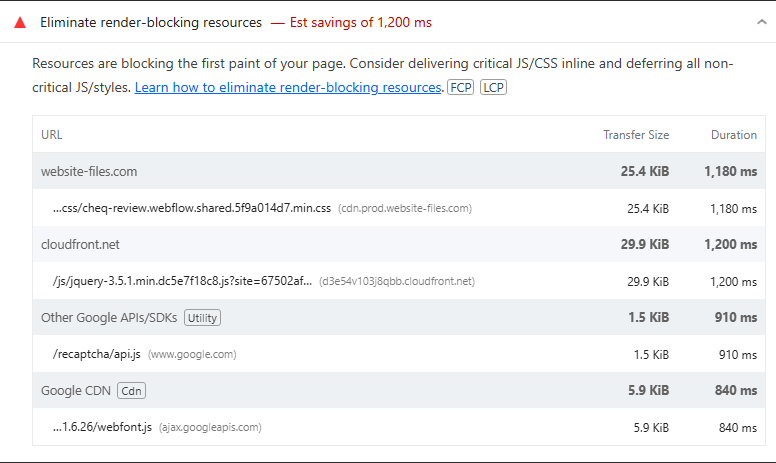 Eliminate render-blocking resources — Est savings of 1,200 ms
Resources are blocking the first paint of your page. Consider delivering critical JS/CSS inline and deferring all non-
critical JS/styles. Learn how to eliminate render-blocking resources. FCP LCP
URL Transfer Size Duration
website-files.com 25.4 KiB 1,180 ms
...css/cheq-review.webflow.shared.5f9a014d7.min.css (cdn.prod.website-files.com) 25.4 KiB 1,180 ms
cloudfront.net 29.9 KiB 1,200 ms
/js/jquery-3.5.1.min.dc5e7f18c8.js?site=67502af... (d3e54v103j8qbb.cloudfront.net) 29.9 KiB 1,200 ms
Other Google APIs/SDKs Utility 1.5 KiB 910 ms
/recaptcha/api.js (www.google.com) 1.5 KiB 910 ms
Google CDN Cdn 5.9 KiB 840 ms
...1.6.26/webfont.js (ajax.googleapis.com) 5.9 KiB 840 ms